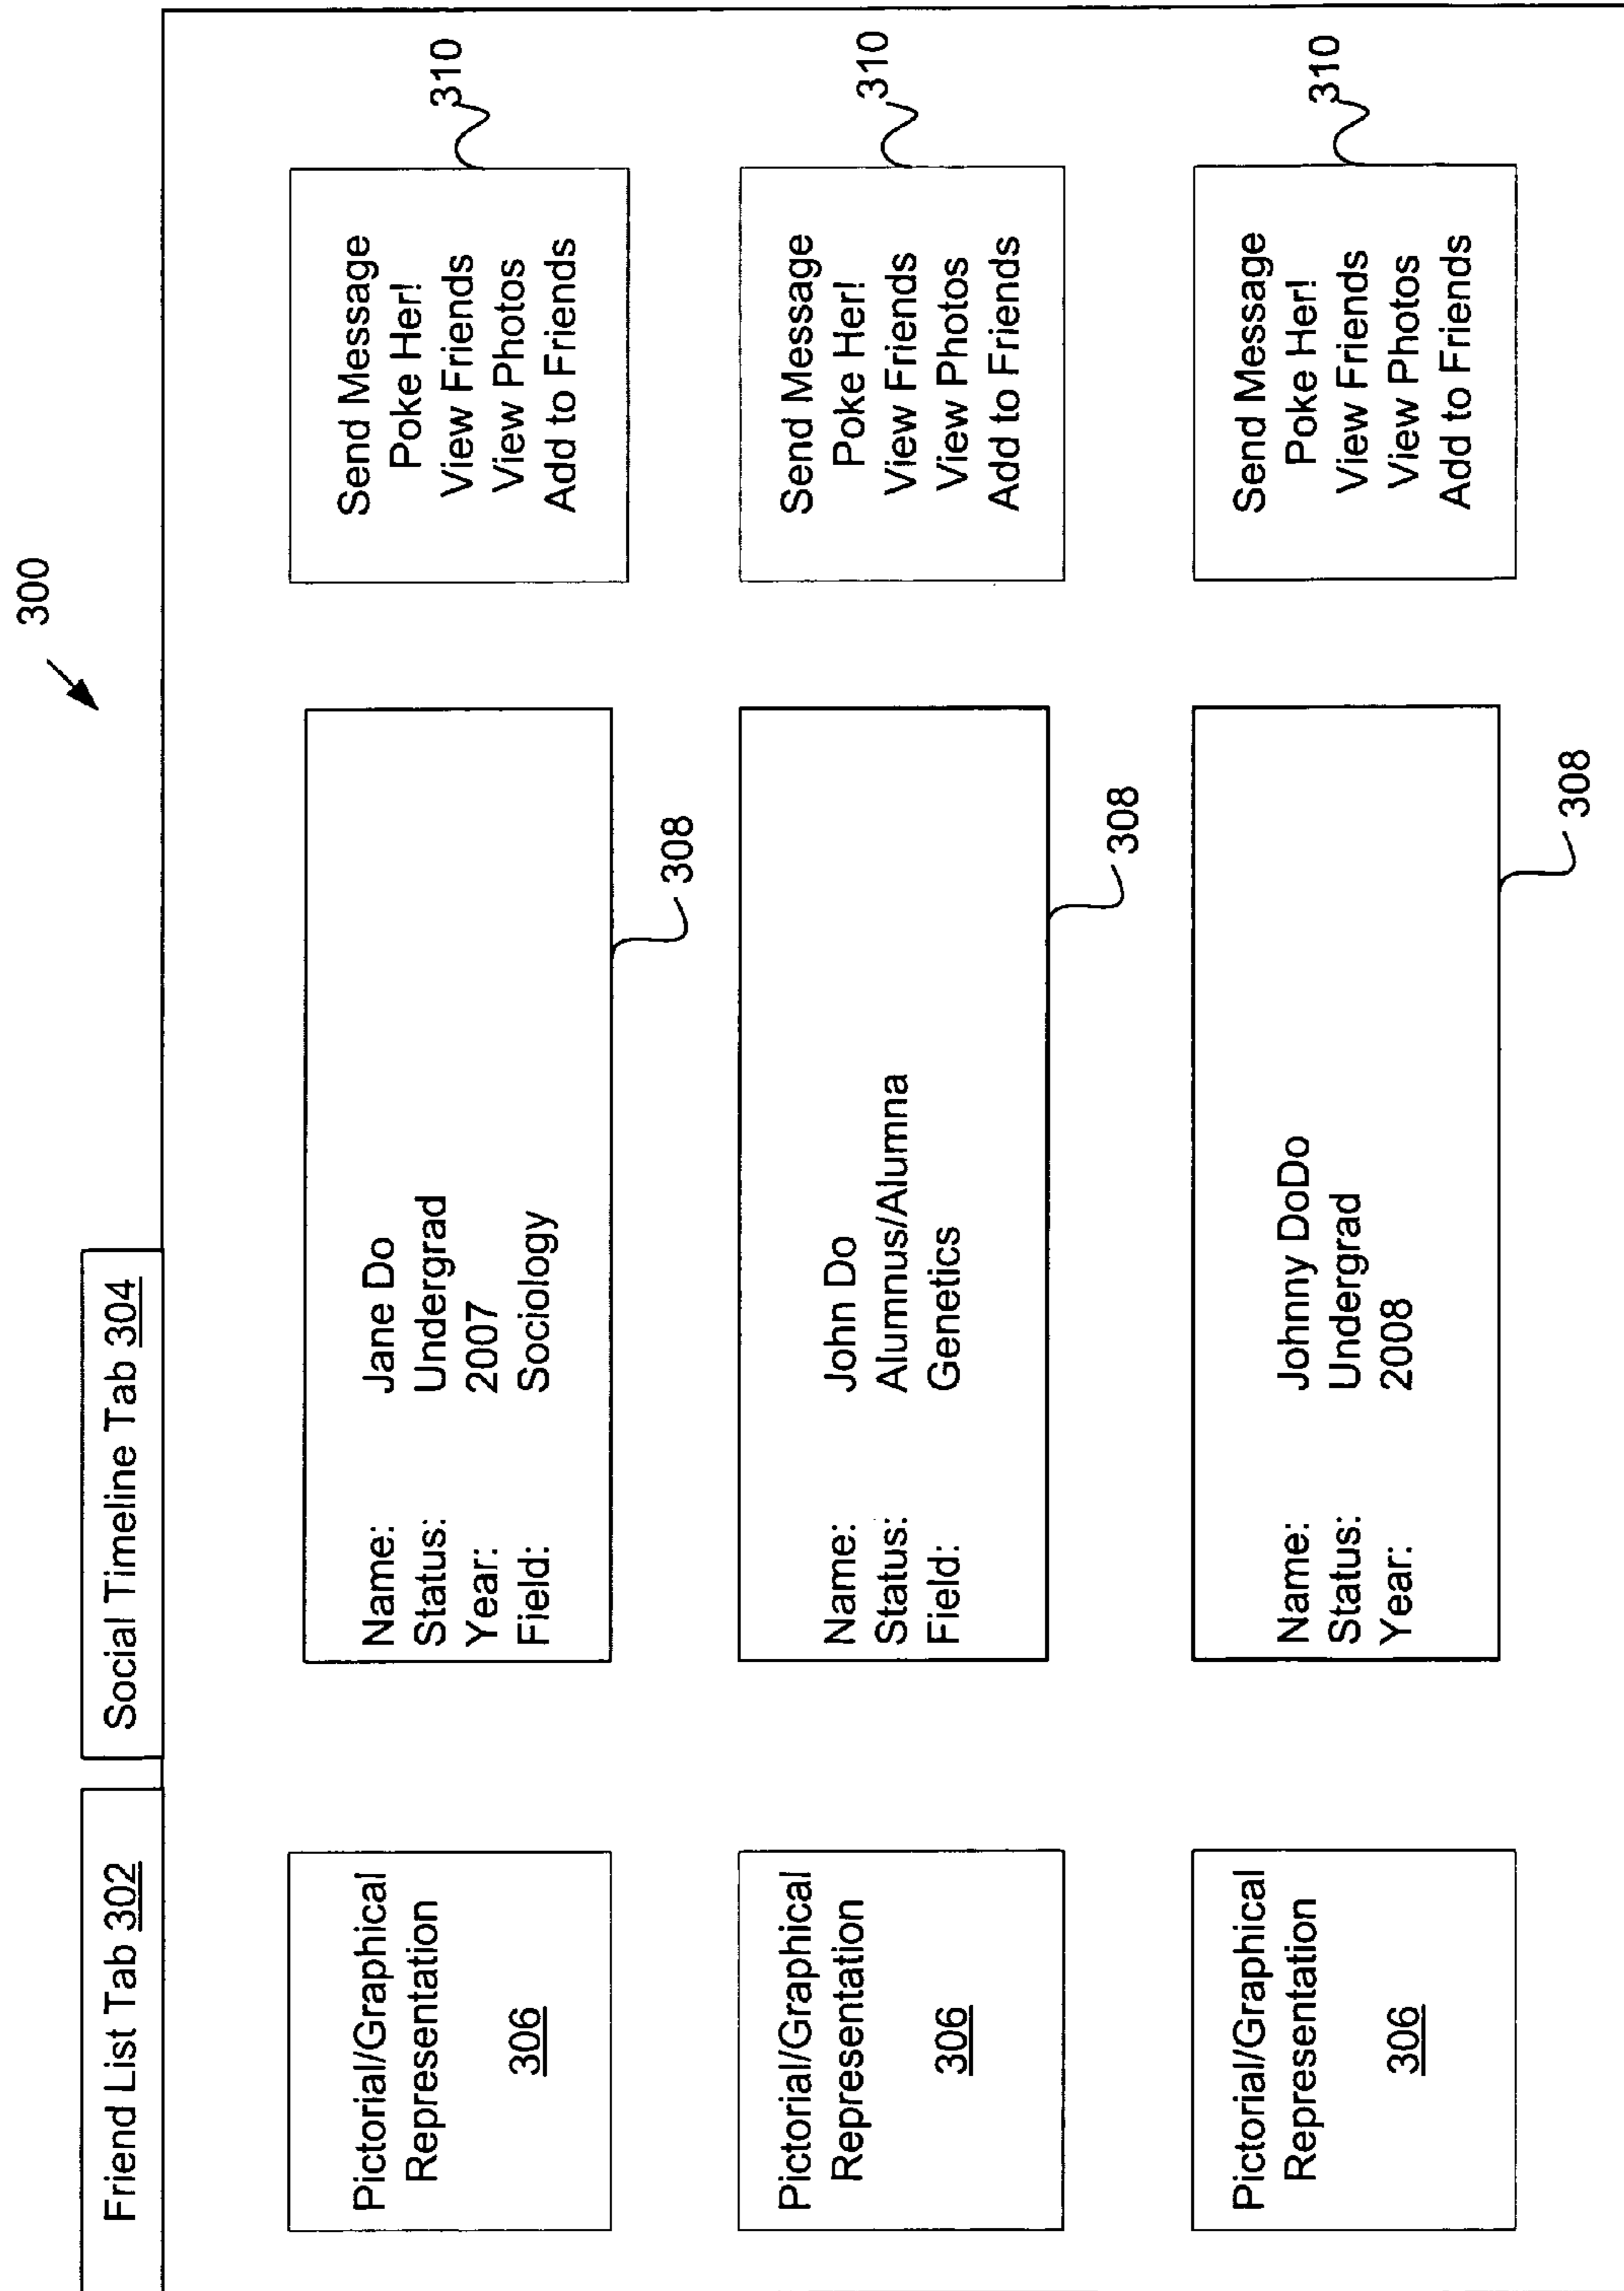 300
Friend List Tab 302
Social Timeline Tab 304
Pictorial/Graphical
Representation
306
Name: Jane Do
Status: Undergrad
Year: 2007
Field: Sociology
308
Send Message
Poke Her!
View Friends
View Photos
Add to Friends
310
Pictorial/Graphical
Representation
306
Name: John Do
Status: Alumnus/Alumna
Field: Genetics
308
Send Message
Poke Her!
View Friends
View Photos
Add to Friends
310
Pictorial/Graphical
Representation
306
Name: Johnny DoDo
Status: Undergrad
Year: 2008
308
Send Message
Poke Her!
View Friends
View Photos
Add to Friends
310